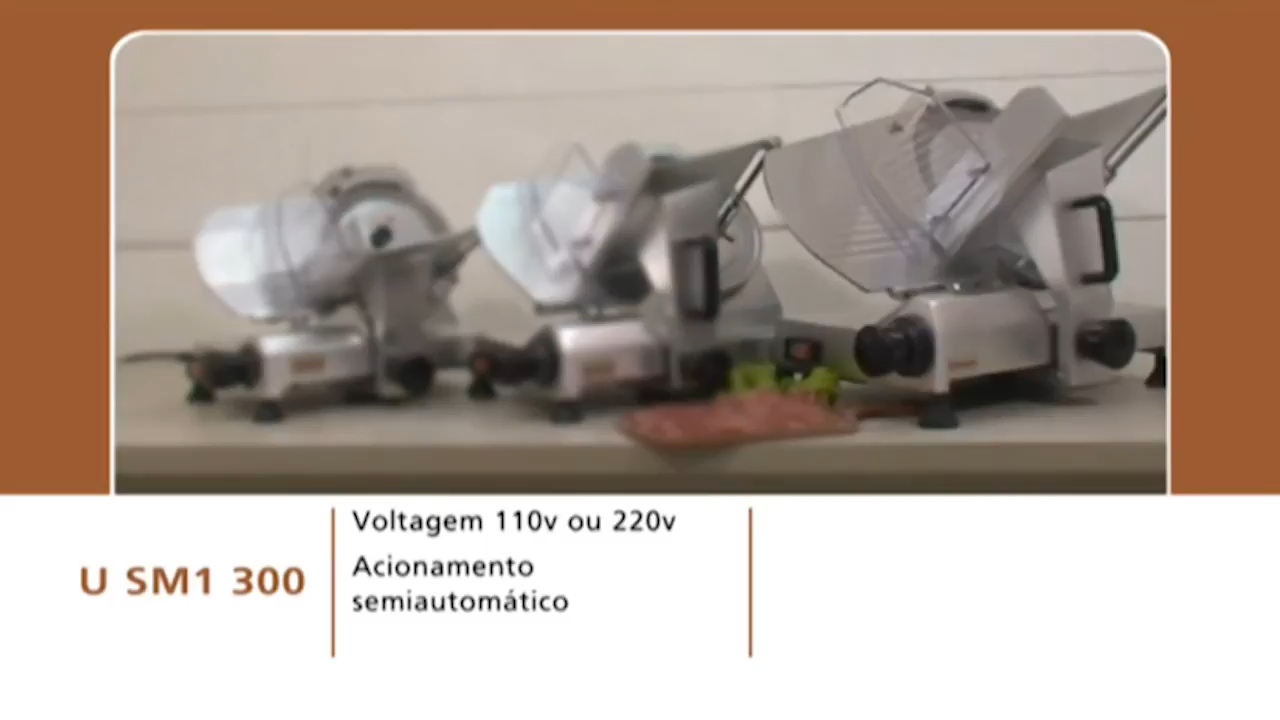 Voltagem 110v ou 220v
U SM1 300
Acionamento
semiautomático